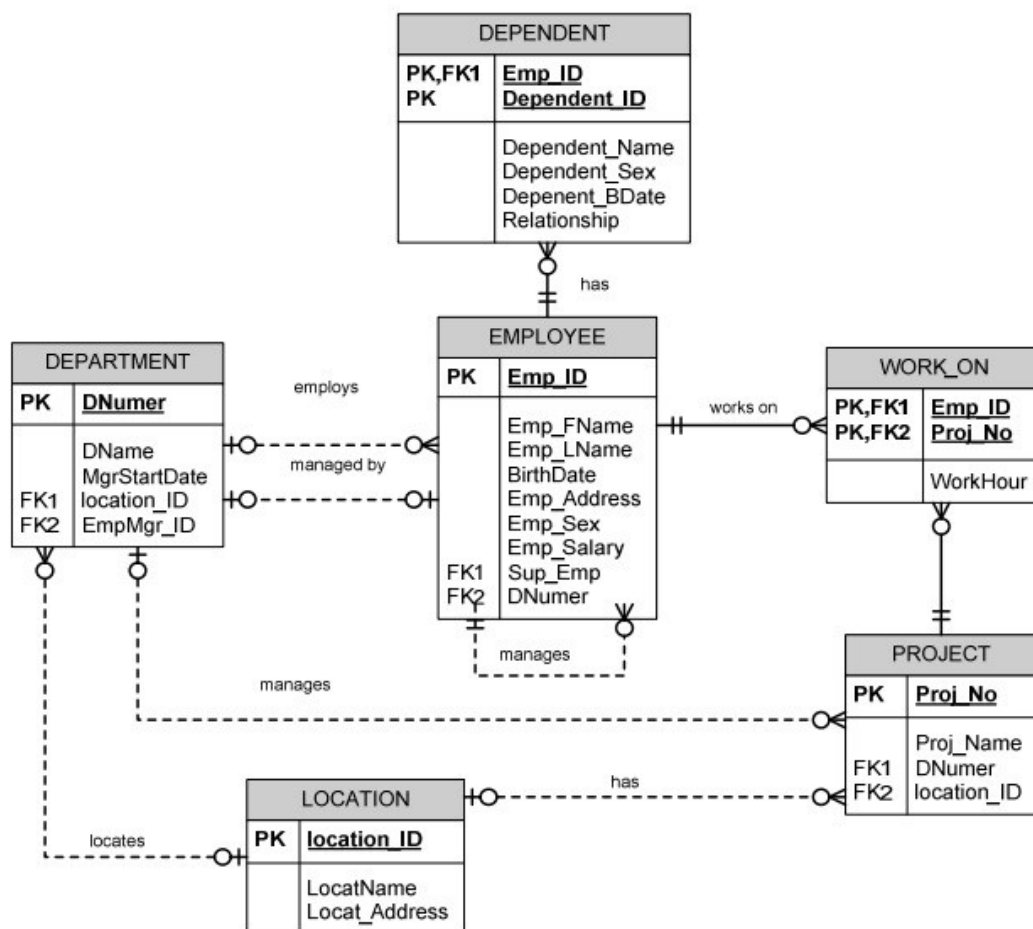 DEPENDENT
PK,FK1 Emp_ID
PK Dependent_ID
Dependent_Name
Dependent_Sex
Depenent_BDate
Relationship
has
EMPLOYEE
PK Emp_ID
Emp_FName
Emp_LName
BirthDate
Emp_Address
Emp_Sex
Emp_Salary
FK1 Sup_Emp
FK2 DNumer
manages
DEPARTMENT
PK DNumer
DName
MgrStartDate
FK1 location_ID
FK2 EmpMgr_ID
employs
managed by
works on
WORK_ON
PK,FK1 Emp_ID
PK,FK2 Proj_No
WorkHour
PROJECT
PK Proj_No
Proj_Name
FK1 DNumer
FK2 location_ID
manages
has
locates
LOCATION
PK location_ID
LocatName
Locat_Address